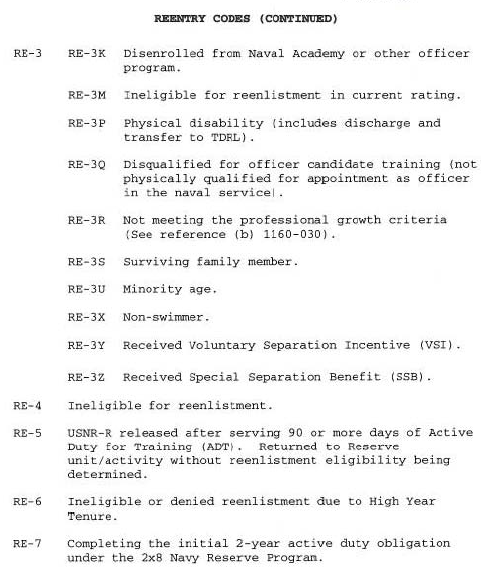 REENTRY CODES (CONTINUED)
RE-3 RE-3K Disenrolled from Naval Academy or other officer
program.
RE-3M Ineligible for reenlistment in current rating.
RE-3P Physical disability (includes discharge and
transfer to TDRL).
RE-3Q Disqualified for officer candidate training (not
physically qualified for appointment as officer
in the naval service).
RE-3R Not meeting the professional growth criteria
(See reference (b) 1160-030).
RE-3S Surviving family member.
RE-3U Minority age.
RE-3X Non-swimmer.
RE-3Y Received Voluntary Separation Incentive (VSI).
RE-3Z Received Special Separation Benefit (SSB).
RE-4 Ineligible for reenlistment.
RE-5 USNR-R released after serving 90 or more days of Active
Duty for Training (ADT). Returned to Reserve
unit/activity without reenlistment eligibility being
determined.
RE-6 Ineligible or denied reenlistment due to High Year
Tenure.
RE-7 Completing the initial 2-year active duty obligation
under the 2x8 Navy Reserve Program.